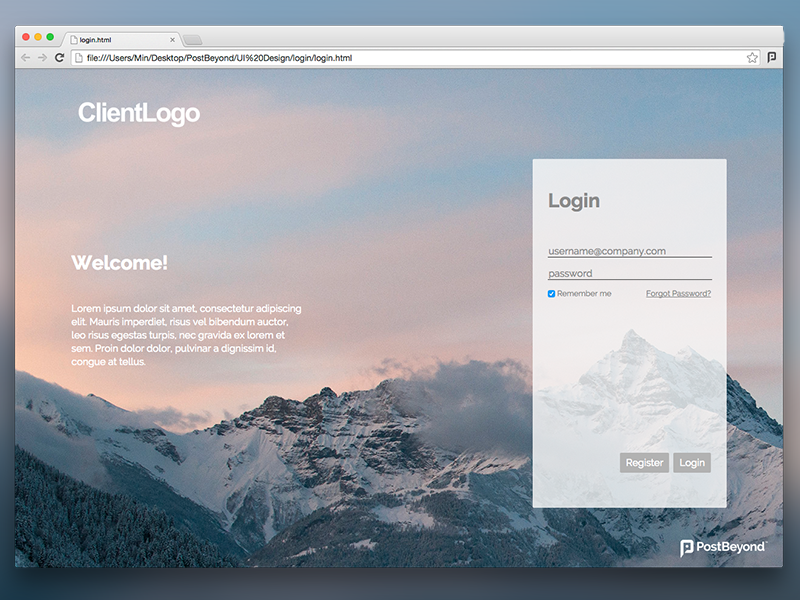 login.html
file:///Users/Min/Desktop/PostBeyond/UI%20Design/login/login.html
ClientLogo
Welcome!
Lorem ipsum dolor sit amet, consectetur adipiscing
elit. Mauris imperdiet, risus vel bibendum auctor,
leo risus egestas turpis, nec gravida ex lorem et
sem. Proin dolor dolor, pulvinar a dignissim id,
congue at tellus.
Login
username@company.com
password
Remember me Forgot Password?
Register Login
PostBeyond™